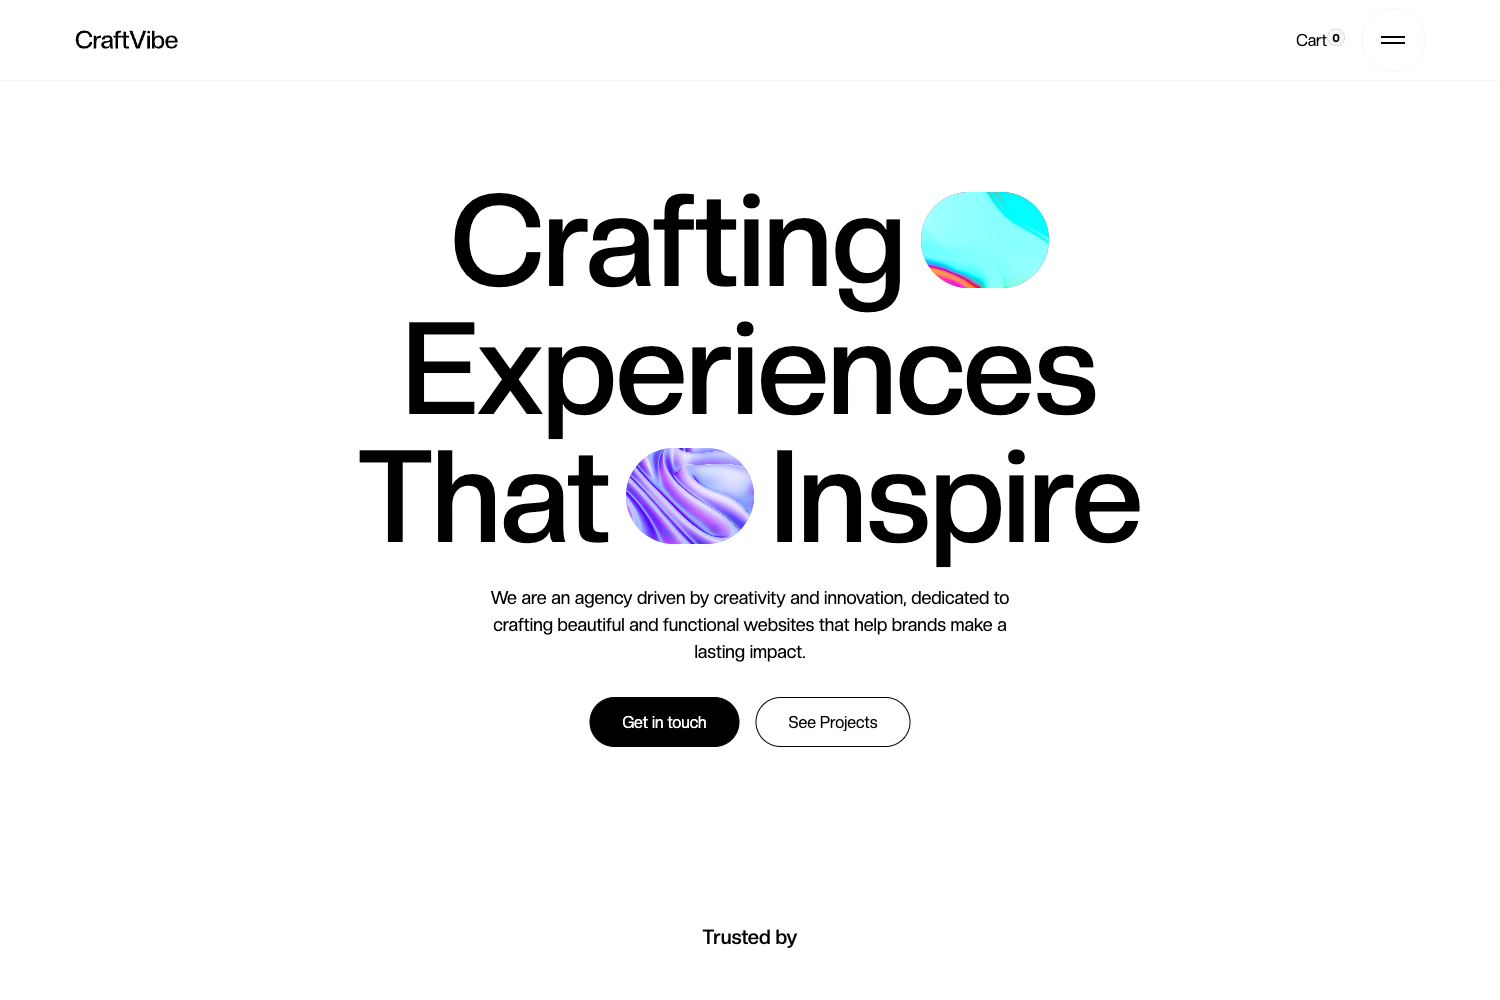 CraftVibe
Cart 0
Crafting
Experiences
That Inspire
We are an agency driven by creativity and innovation, dedicated to
crafting beautiful and functional websites that help brands make a
lasting impact.
Get in touch
See Projects
Trusted by